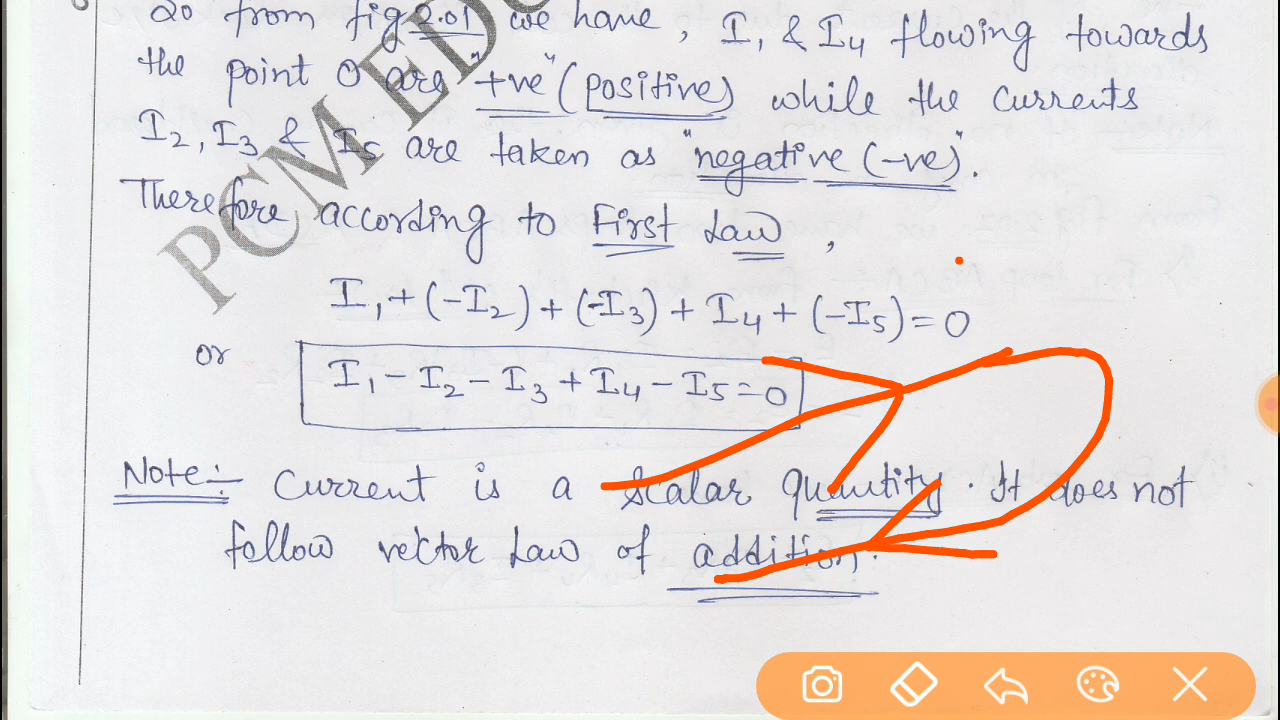 So from fig 2.01 we have, I1 & I4 flowing towards
the point O are "+ve" (positive) while the currents
I2, I3 & I5 are taken as "negative (-ve)".
Therefore, according to First Law,
I1 + (-I2) + (-I3) + I4 + (-I5) = 0
or
I1 - I2 - I3 + I4 - I5 = 0
Note:- Current is a scalar quantity. It does not
follow vector Law of addition.
PCM ED